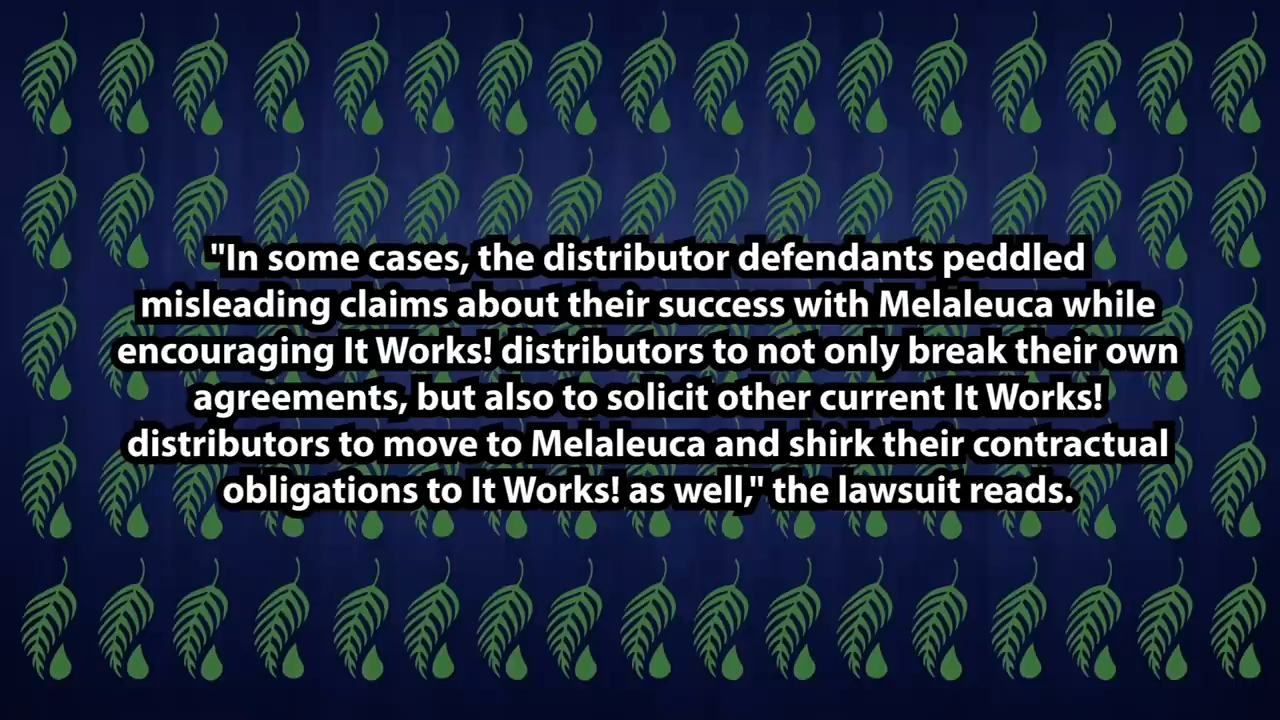 "In some cases, the distributor defendants peddled
misleading claims about their success with Melaleuca while
encouraging It Works! distributors to not only break their own
agreements, but also to solicit other current It Works!
distributors to move to Melaleuca and shirk their contractual
obligations to It Works! as well," the lawsuit reads.